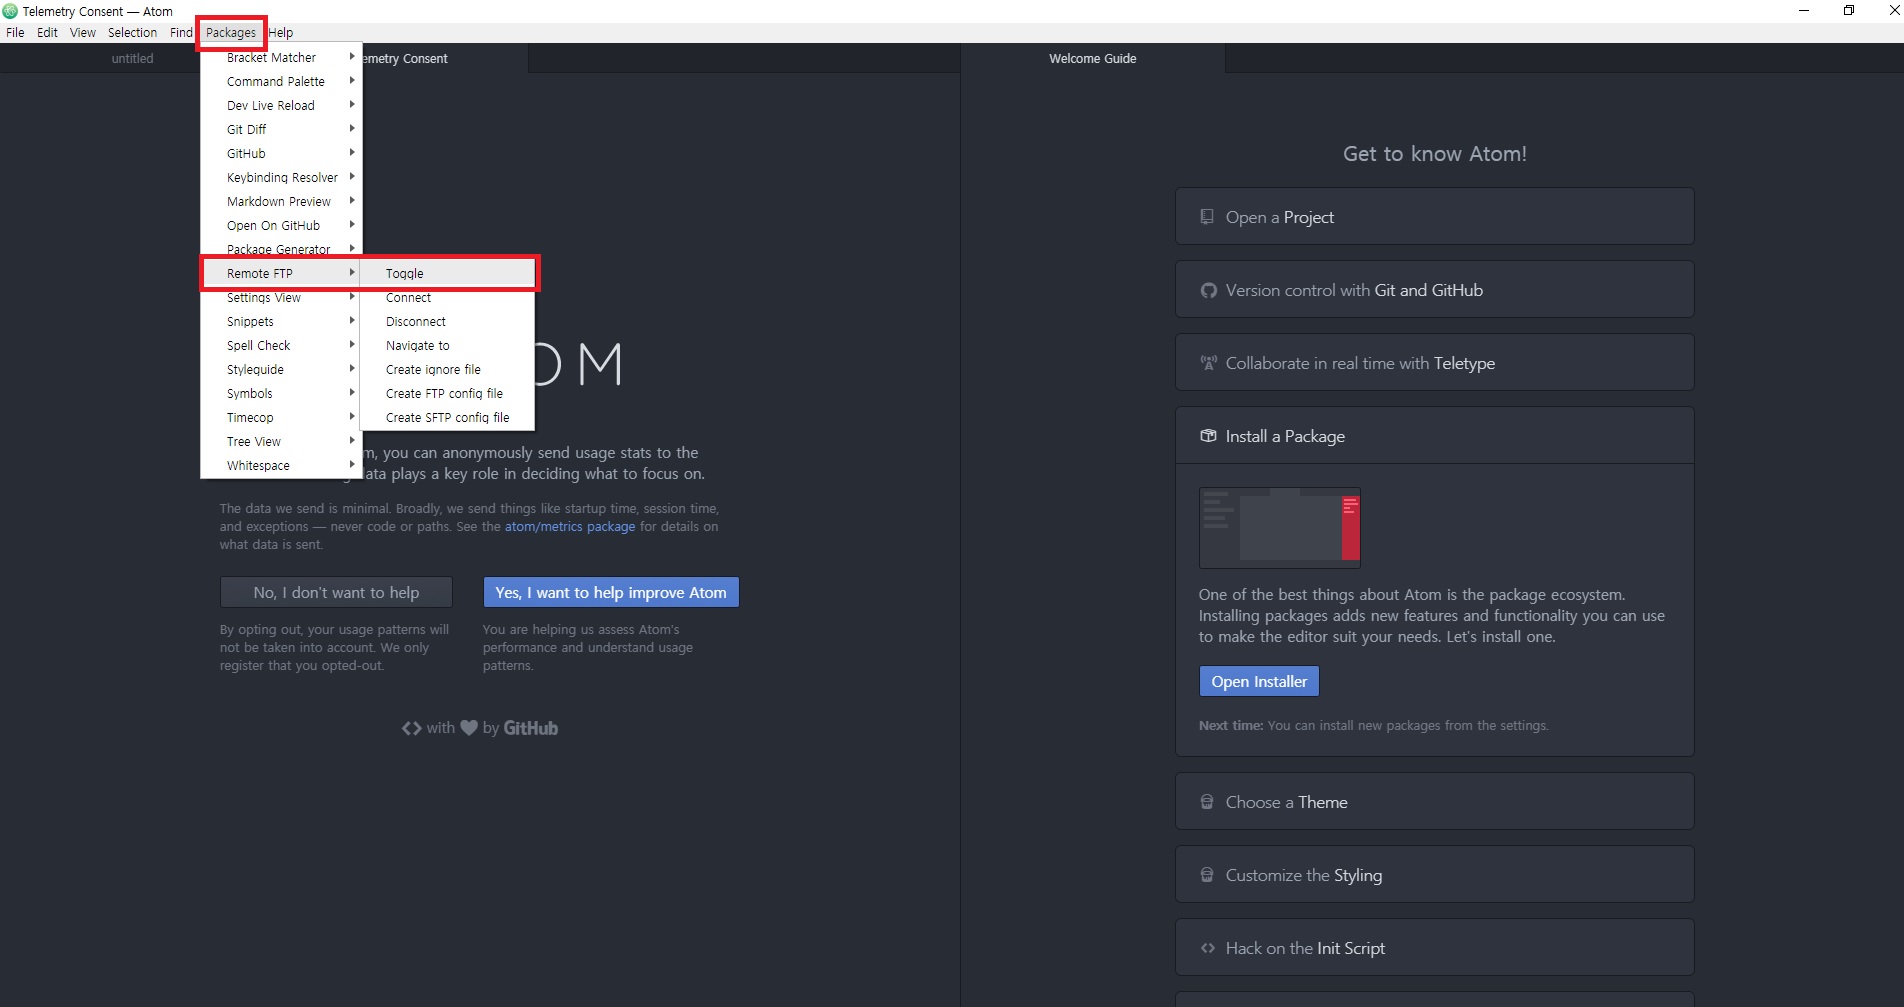 Telemetry Consent — Atom
File Edit View Selection Find Packages Help
untitled
emetry Consent
Welcome Guide
Bracket Matcher
Command Palette
Dev Live Reload
Git Diff
GitHub
Keybinding Resolver
Markdown Preview
Open On GitHub
Package Generator
Remote FTP
Settings View
Snippets
Spell Check
Styleguide
Symbols
Timecop
Tree View
Whitespace
Toggle
Connect
Disconnect
Navigate to
Create ignore file
Create FTP config file
Create SFTP config file
OM
m, you can anonymously send usage stats to the
ata plays a key role in deciding what to focus on.
The data we send is minimal. Broadly, we send things like startup time, session time,
and exceptions — never code or paths. See the atom/metrics package for details on
what data is sent.
No, I don't want to help
Yes, I want to help improve Atom
By opting out, your usage patterns will
not be taken into account. We only
register that you opted-out.
You are helping us assess Atom's
performance and understand usage
patterns.
with by GitHub
Get to know Atom!
Open a Project
Version control with Git and GitHub
Collaborate in real time with Teletype
Install a Package
One of the best things about Atom is the package ecosystem.
Installing packages adds new features and functionality you can use
to make the editor suit your needs. Let's install one.
Open Installer
Next time: You can install new packages from the settings.
Choose a Theme
Customize the Styling
Hack on the Init Script